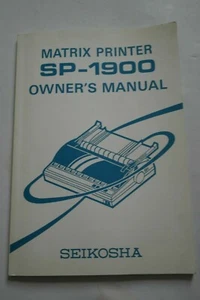 MATRIX PRINTER
SP-1900
OWNER'S MANUAL
SEIKOSHA